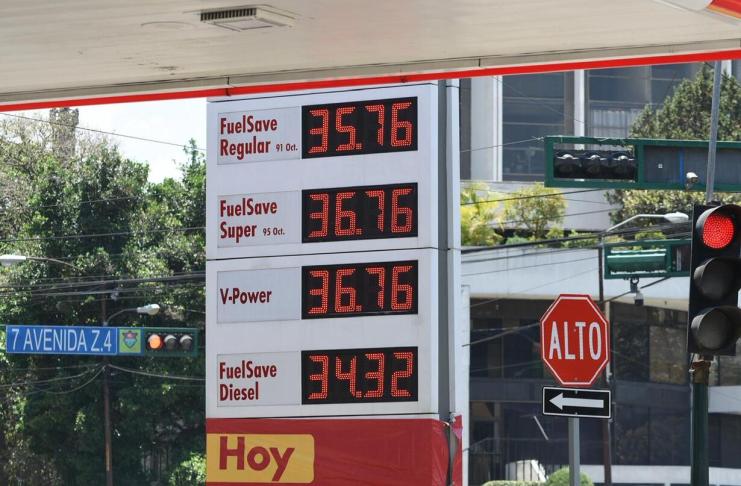 FuelSave
Regular 91 Oct.
35.76
FuelSave
Super 95 Oct.
36.76
V-Power
36.76
FuelSave
Diesel
34.32
Hoy
7 AVENIDA Z.4
ALTO